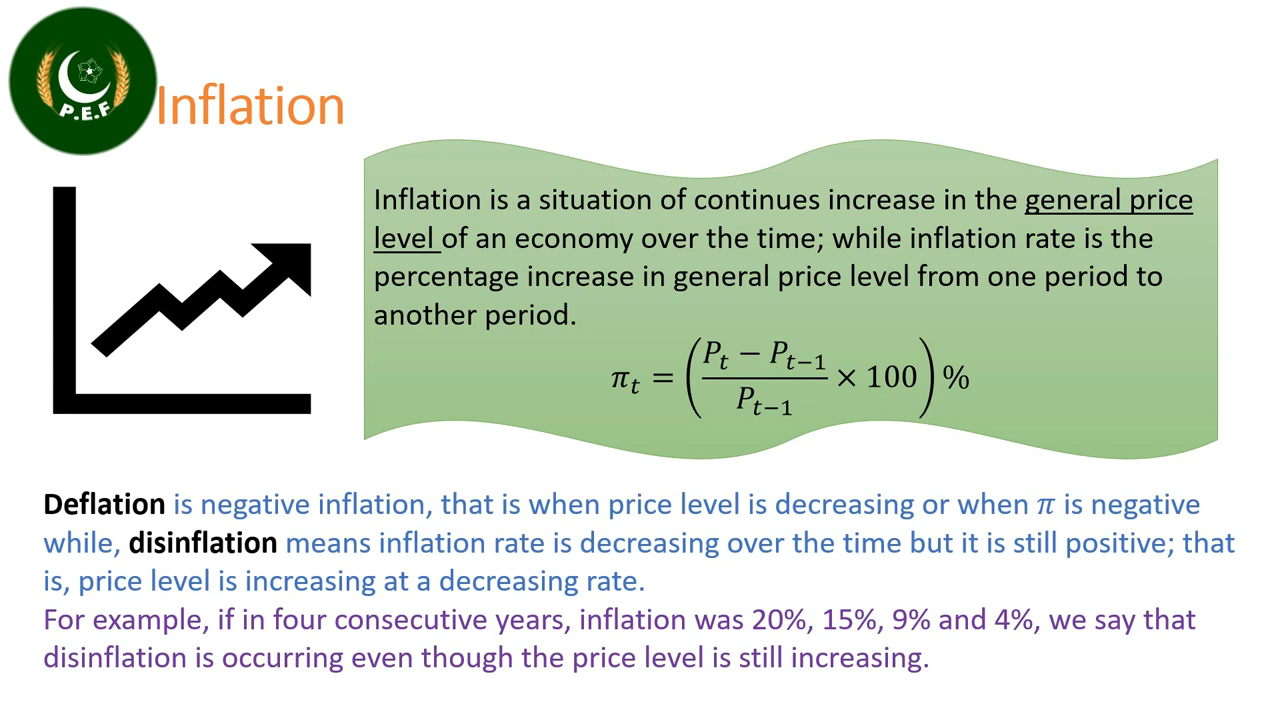 P.E.F
Inflation
Inflation is a situation of continues increase in the general price
level of an economy over the time; while inflation rate is the
percentage increase in general price level from one period to
another period.
π_t = ( (P_t − P_{t−1}) / P_{t−1} × 100 ) %
Deflation is negative inflation, that is when price level is decreasing or when π is negative
while, disinflation means inflation rate is decreasing over the time but it is still positive; that
is, price level is increasing at a decreasing rate.
For example, if in four consecutive years, inflation was 20%, 15%, 9% and 4%, we say that
disinflation is occurring even though the price level is still increasing.